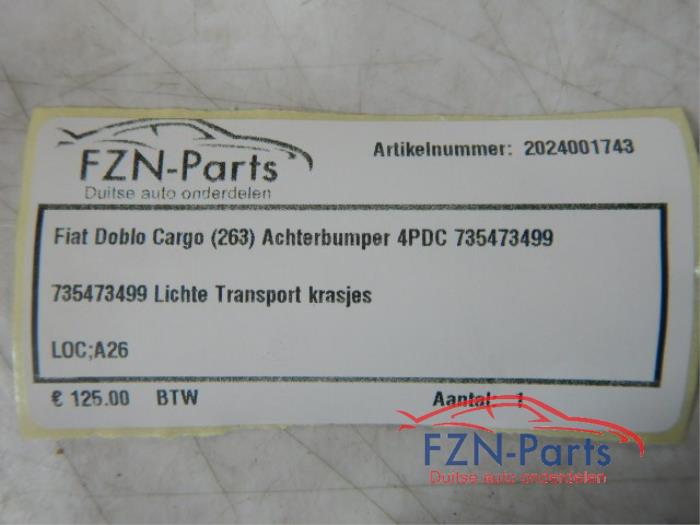 FZN-Parts
Duitse auto onderdelen
Artikelnummer: 2024001743
Fiat Doblo Cargo (263) Achterbumper 4PDC 735473499
735473499 Lichte Transport krasjes
LOC;A26
€ 125.00 BTW Aantal: 1
FZN-Parts
Duitse auto onderdelen